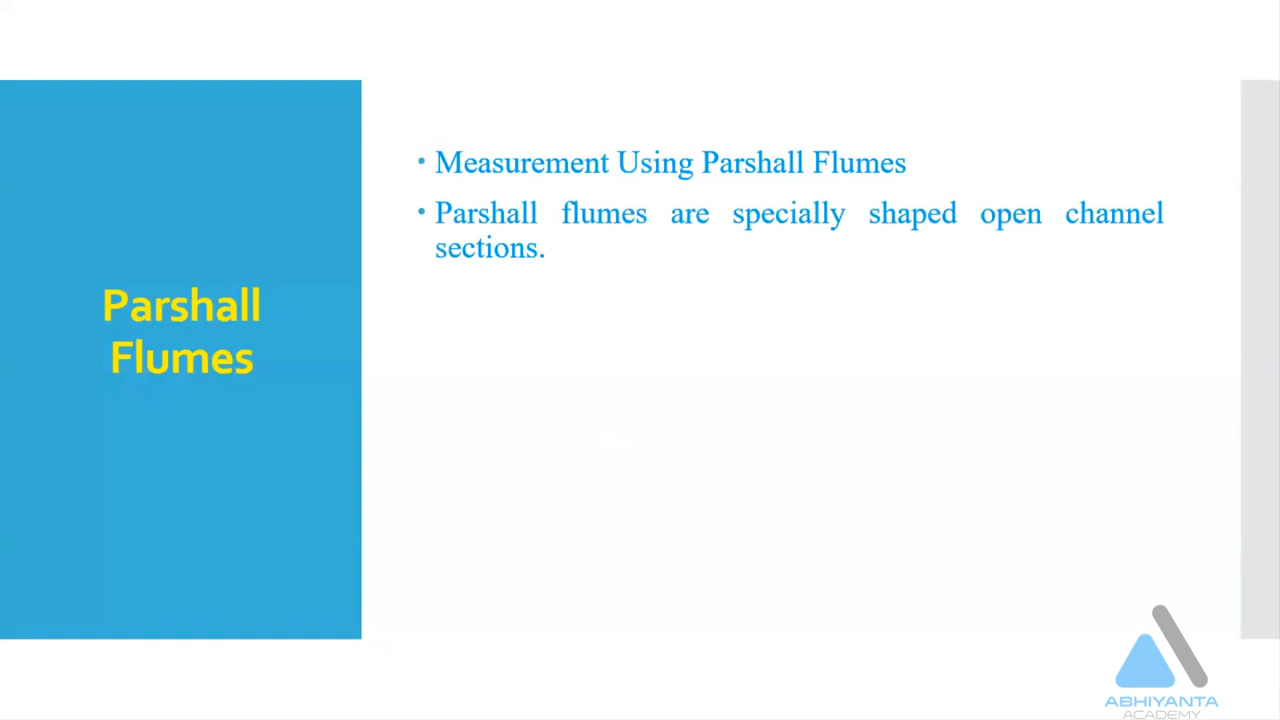 Parshall
Flumes
• Measurement Using Parshall Flumes
• Parshall flumes are specially shaped open channel
sections.
ABHIYANTA
ACADEMY